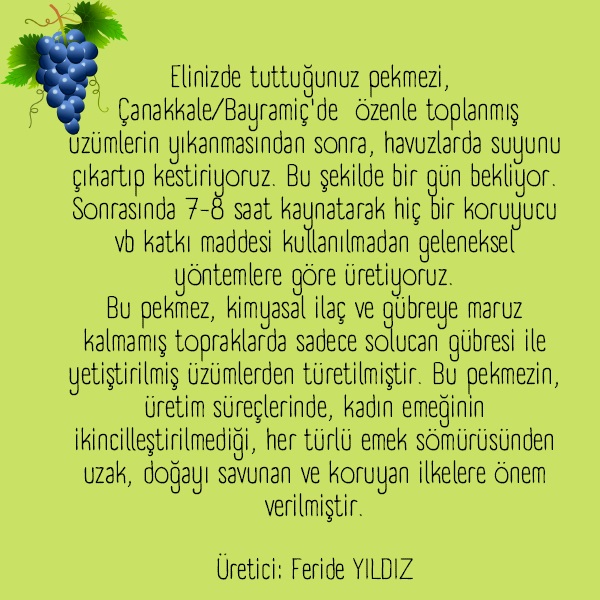 Elinizde tuttuğunuz pekmezi,
Çanakkale/Bayramiç'de özenle toplanmış
üzümlerin yıkanmasından sonra, havuzlarda suyunu
çıkartıp kestiriyoruz. Bu şekilde bir gün bekliyor.
Sonrasında 7-8 saat kaynatarak hiç bir koruyucu
vb katkı maddesi kullanılmadan geleneksel
yöntemlere göre üretiyoruz.
Bu pekmez, kimyasal ilaç ve gübreye maruz
kalmamış topraklarda sadece solucan gübresi ile
yetiştirilmiş üzümlerden türetilmiştir. Bu pekmezin,
üretim süreçlerinde, kadın emeğinin
ikincilleştirilmediği, her türlü emek sömürüsünden
uzak, doğayı savunan ve koruyan ilkelere önem
verilmiştir.
Üretici: Feride YILDIZ